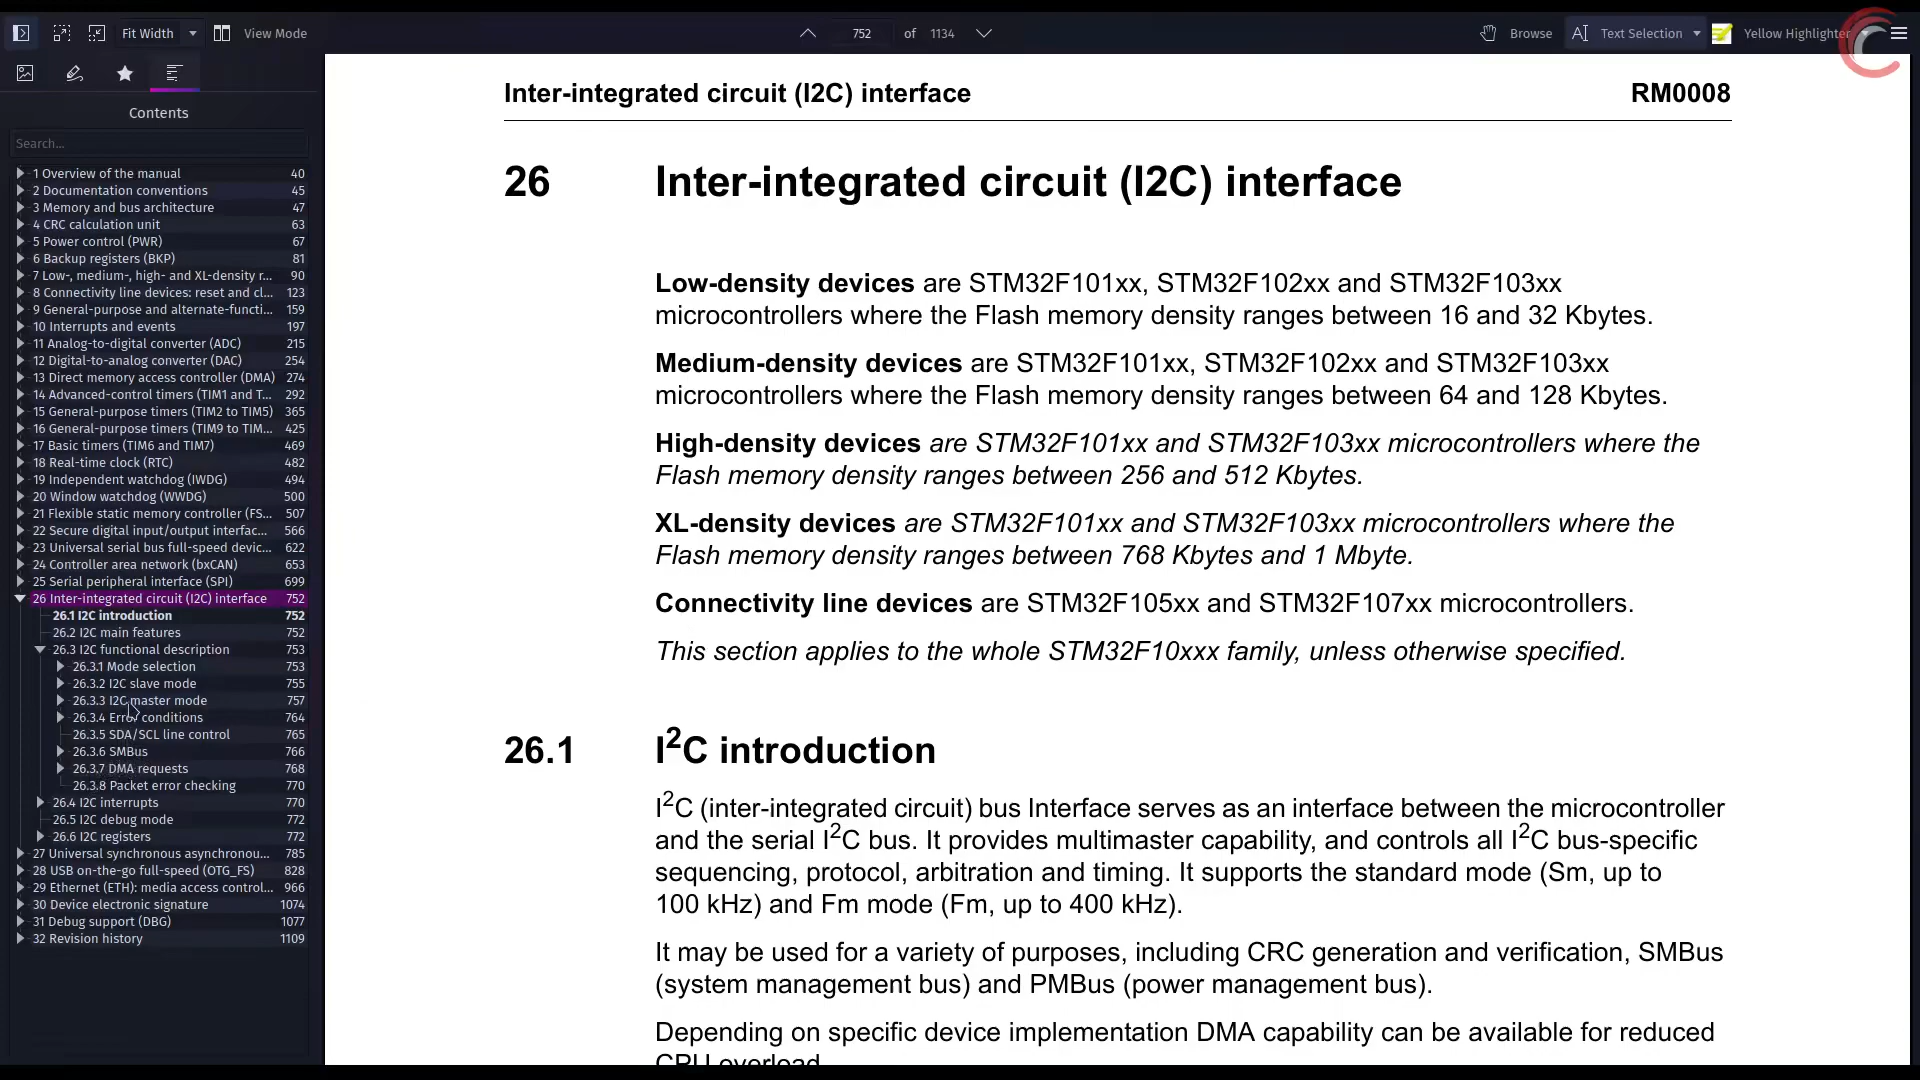 Fit Width
View Mode
752 of 1134
Browse
Text Selection
Yellow Highlighter
Contents
Search...
1 Overview of the manual 40
2 Documentation conventions 45
3 Memory and bus architecture 47
4 CRC calculation unit 63
5 Power control (PWR) 67
6 Backup registers (BKP) 81
7 Low-, medium-, high- and XL-density r... 90
8 Connectivity line devices: reset and cl... 123
9 General-purpose and alternate-functi... 159
10 Interrupts and events 197
11 Analog-to-digital converter (ADC) 215
12 Digital-to-analog converter (DAC) 254
13 Direct memory access controller (DMA) 274
14 Advanced-control timers (TIM1 and T... 292
15 General-purpose timers (TIM2 to TIM5) 365
16 General-purpose timers (TIM9 to TIM... 425
17 Basic timers (TIM6 and TIM7) 469
18 Real-time clock (RTC) 482
19 Independent watchdog (IWDG) 494
20 Window watchdog (WWDG) 500
21 Flexible static memory controller (FS... 507
22 Secure digital input/output interfac... 566
23 Universal serial bus full-speed devic... 622
24 Controller area network (bxCAN) 653
25 Serial peripheral interface (SPI) 699
26 Inter-integrated circuit (I2C) interface 752
26.1 I2C introduction 752
26.2 I2C main features 752
26.3 I2C functional description 753
26.3.1 Mode selection 753
26.3.2 I2C slave mode 755
26.3.3 I2C master mode 757
26.3.4 Error conditions 764
26.3.5 SDA/SCL line control 765
26.3.6 SMBus 766
26.3.7 DMA requests 768
26.3.8 Packet error checking 770
26.4 I2C interrupts 770
26.5 I2C debug mode 772
26.6 I2C registers 772
27 Universal synchronous asynchronou... 785
28 USB on-the-go full-speed (OTG_FS) 828
29 Ethernet (ETH): media access control... 966
30 Device electronic signature 1074
31 Debug support (DBG) 1077
32 Revision history 1109
Inter-integrated circuit (I2C) interface RM0008
26 Inter-integrated circuit (I2C) interface
Low-density devices are STM32F101xx, STM32F102xx and STM32F103xx
microcontrollers where the Flash memory density ranges between 16 and 32 Kbytes.
Medium-density devices are STM32F101xx, STM32F102xx and STM32F103xx
microcontrollers where the Flash memory density ranges between 64 and 128 Kbytes.
High-density devices are STM32F101xx and STM32F103xx microcontrollers where the
Flash memory density ranges between 256 and 512 Kbytes.
XL-density devices are STM32F101xx and STM32F103xx microcontrollers where the
Flash memory density ranges between 768 Kbytes and 1 Mbyte.
Connectivity line devices are STM32F105xx and STM32F107xx microcontrollers.
This section applies to the whole STM32F10xxx family, unless otherwise specified.
26.1 I²C introduction
I²C (inter-integrated circuit) bus Interface serves as an interface between the microcontroller
and the serial I²C bus. It provides multimaster capability, and controls all I²C bus-specific
sequencing, protocol, arbitration and timing. It supports the standard mode (Sm, up to
100 kHz) and Fm mode (Fm, up to 400 kHz).
It may be used for a variety of purposes, including CRC generation and verification, SMBus
(system management bus) and PMBus (power management bus).
Depending on specific device implementation DMA capability can be available for reduced
CPU overload.